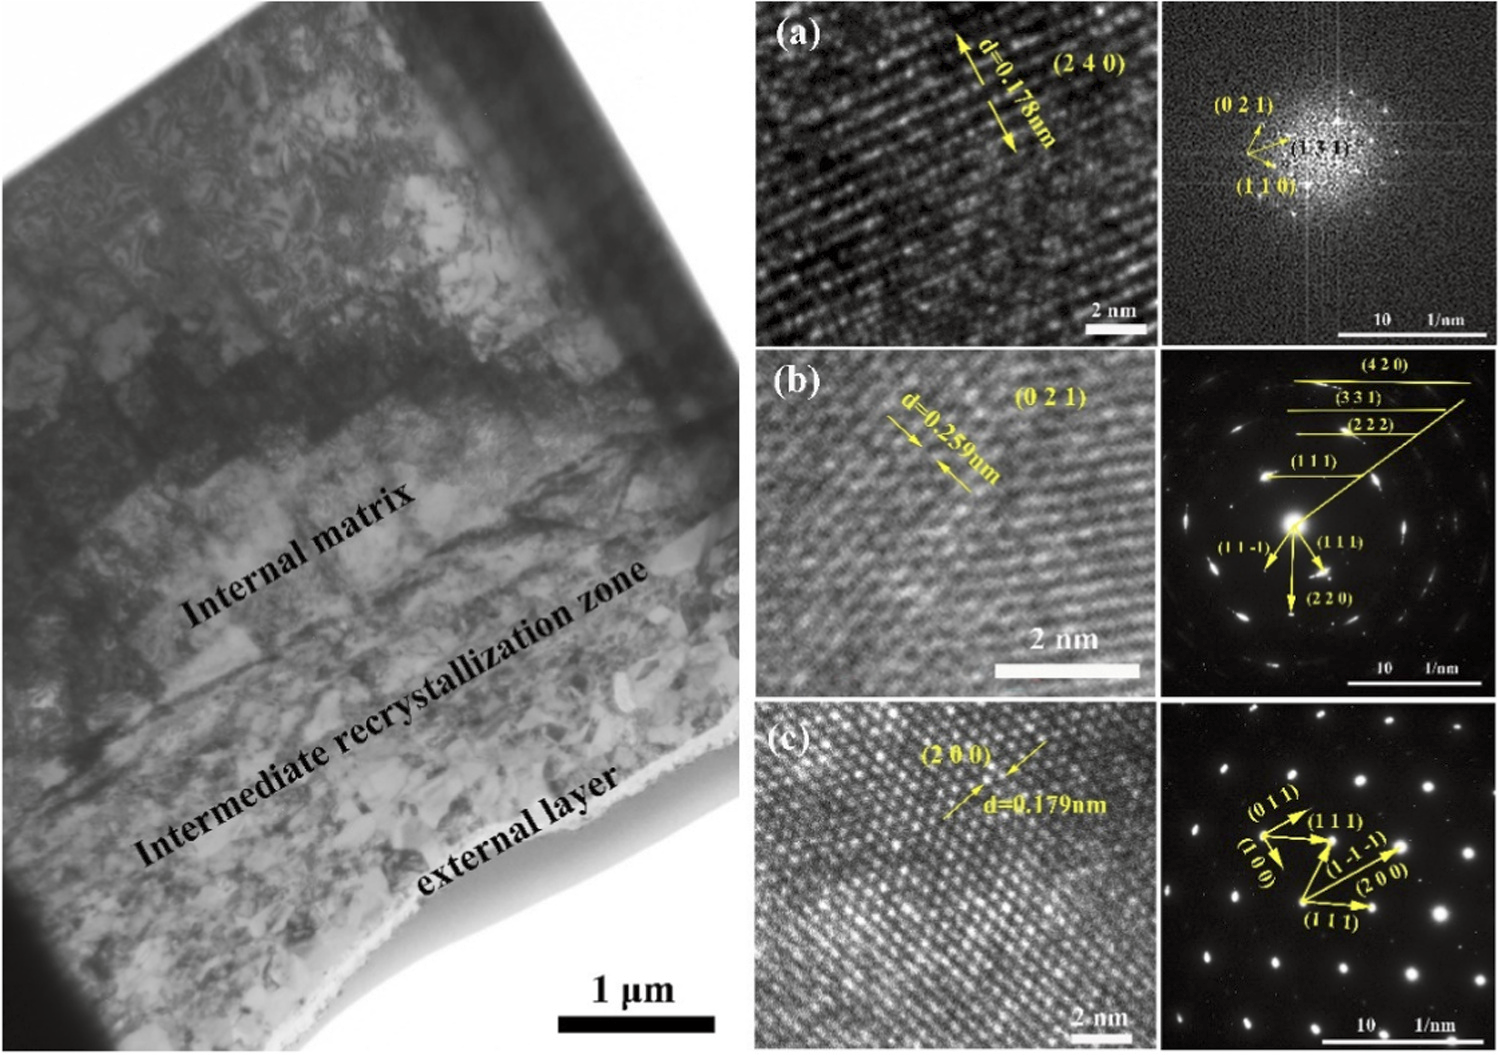 Internal matrix
Intermediate recrystallization zone
external layer
1 μm
(a)
d=0.178nm
(2 4 0)
2 nm
(0 2 1)
(1 3 1)
(1 1 0)
10 1/nm
(b)
d=0.259nm
(0 2 1)
2 nm
(4 2 0)
(3 3 1)
(2 2 2)
(1 1 1)
(1 1 -1)
(1 1 1)
(2 2 0)
10 1/nm
(c)
(2 0 0)
d=0.179nm
2 nm
(0 1 1)
(1 1 1)
(1 0 0)
(1 -1 -1)
(2 0 0)
(1 1 1)
10 1/nm